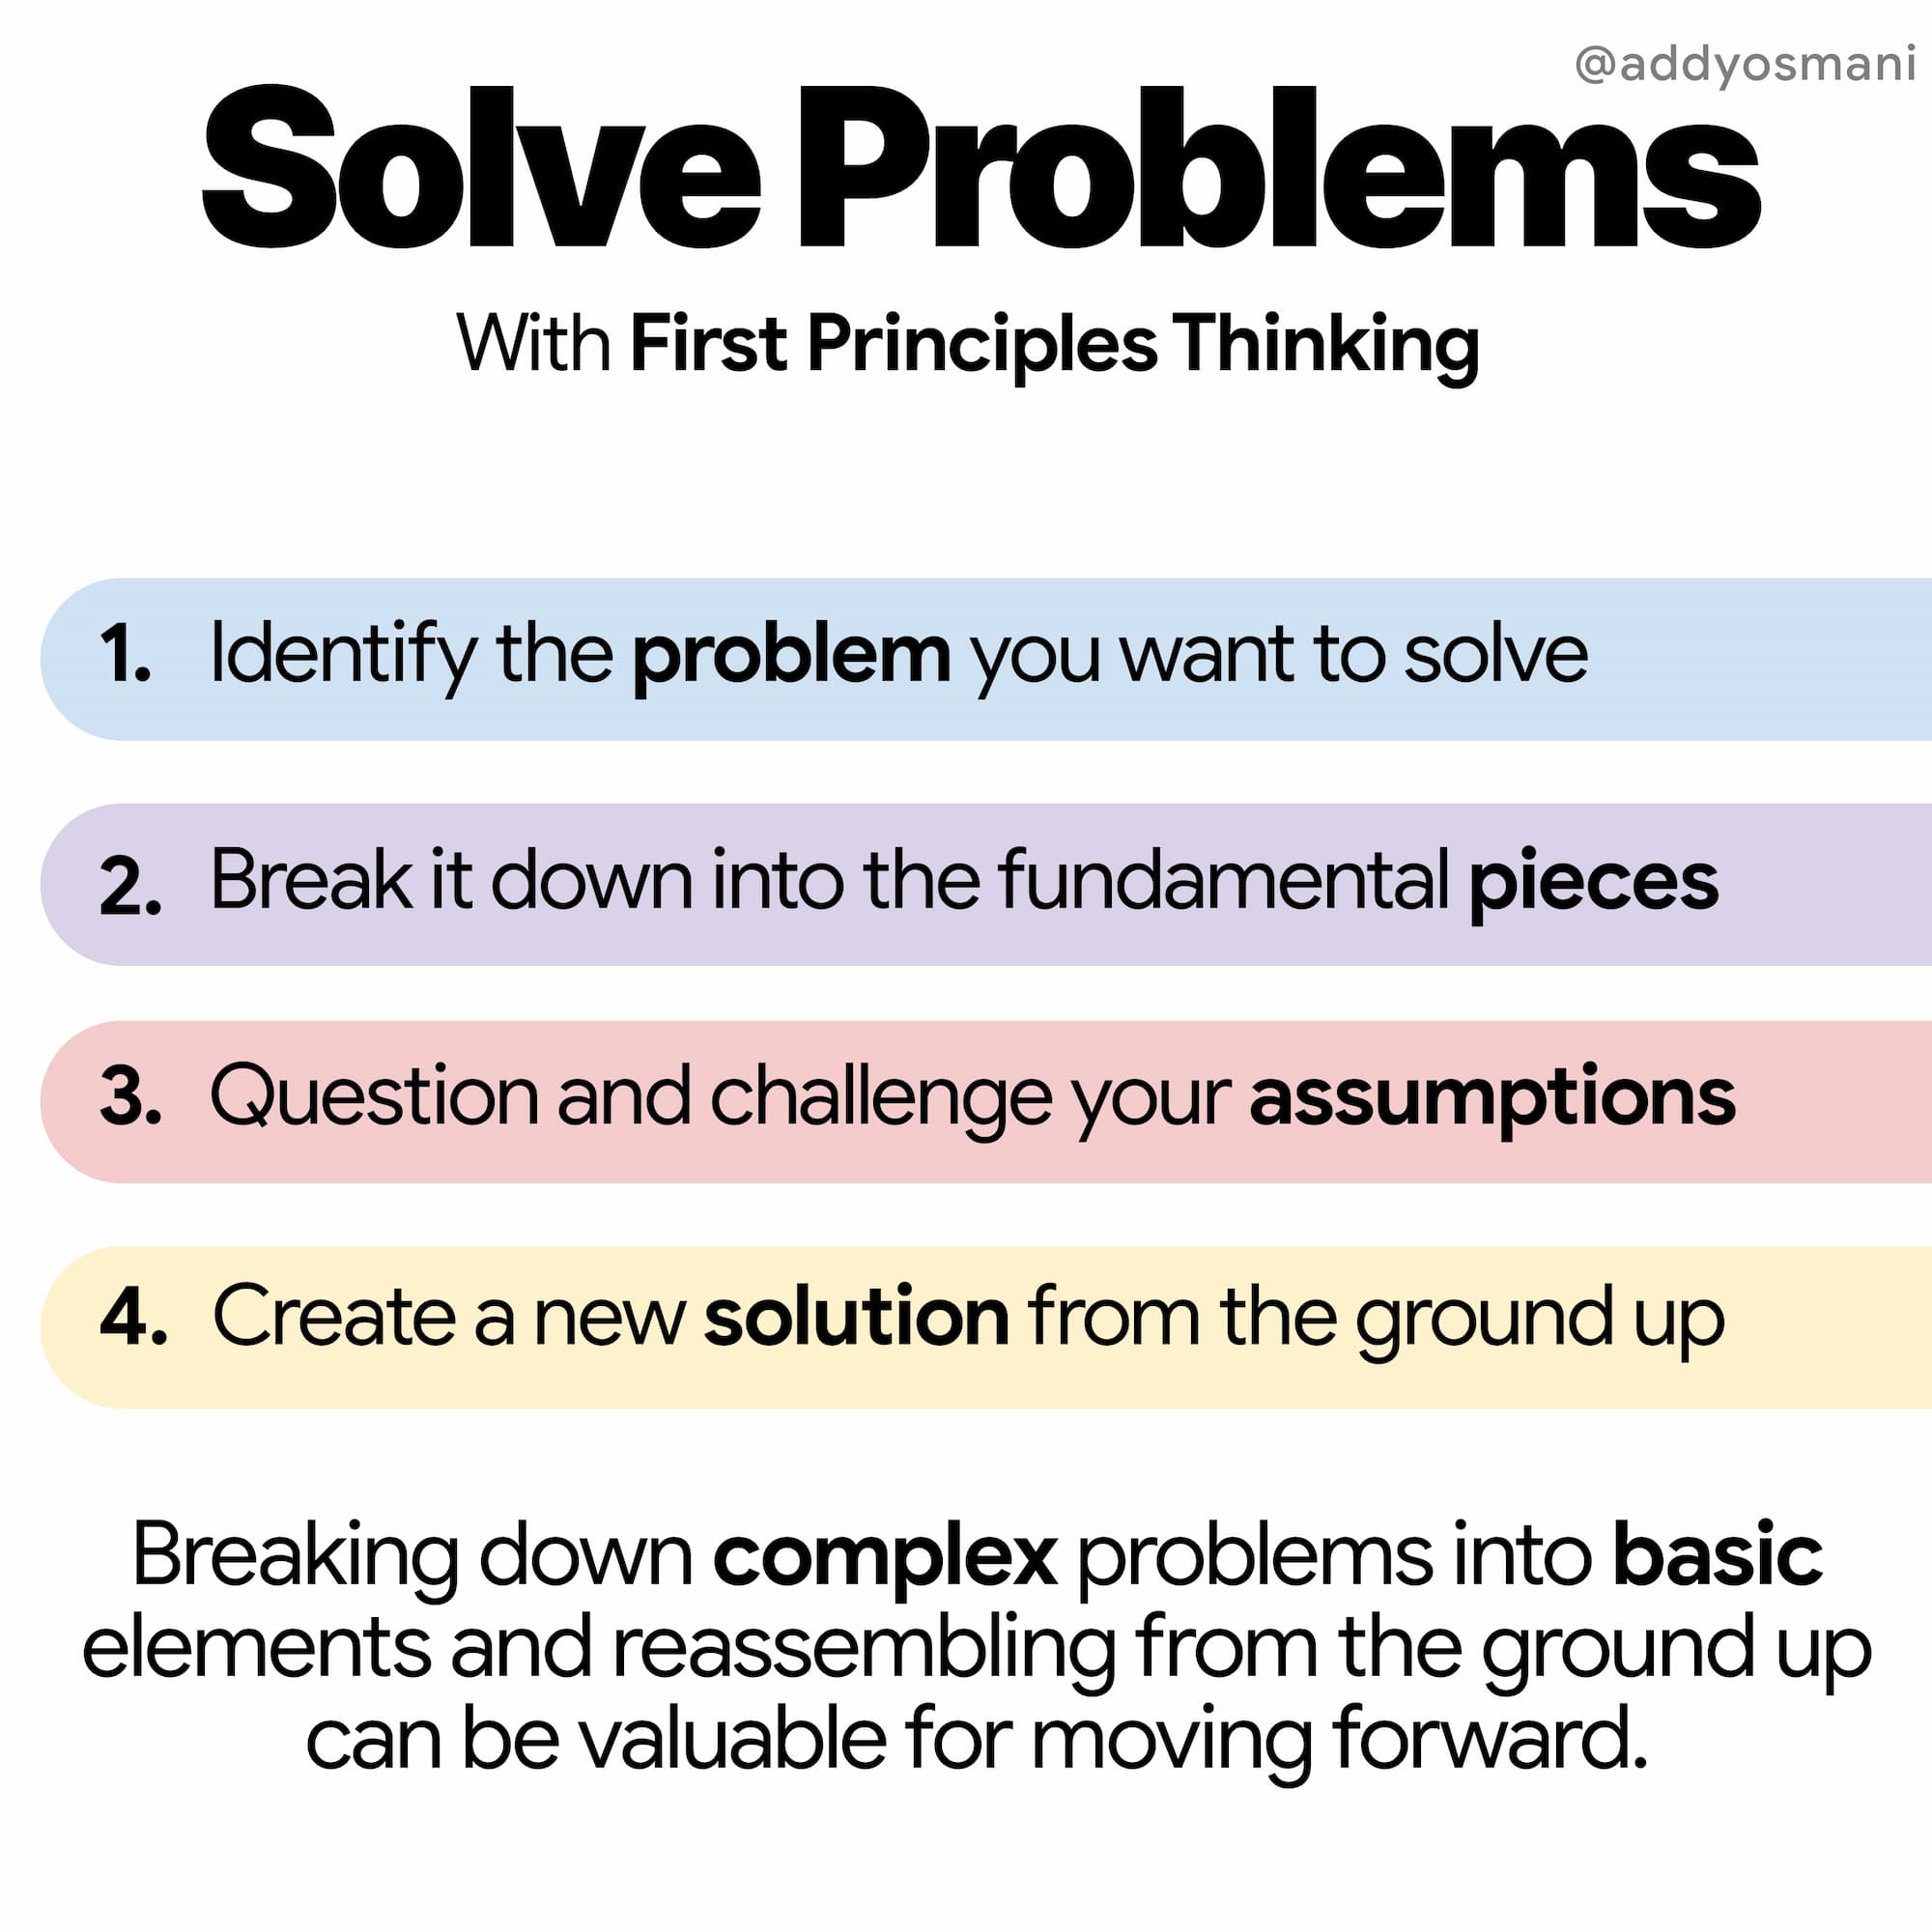 @addyosmani
Solve Problems
With First Principles Thinking
1. Identify the problem you want to solve
2. Break it down into the fundamental pieces
3. Question and challenge your assumptions
4. Create a new solution from the ground up
Breaking down complex problems into basic
elements and reassembling from the ground up
can be valuable for moving forward.